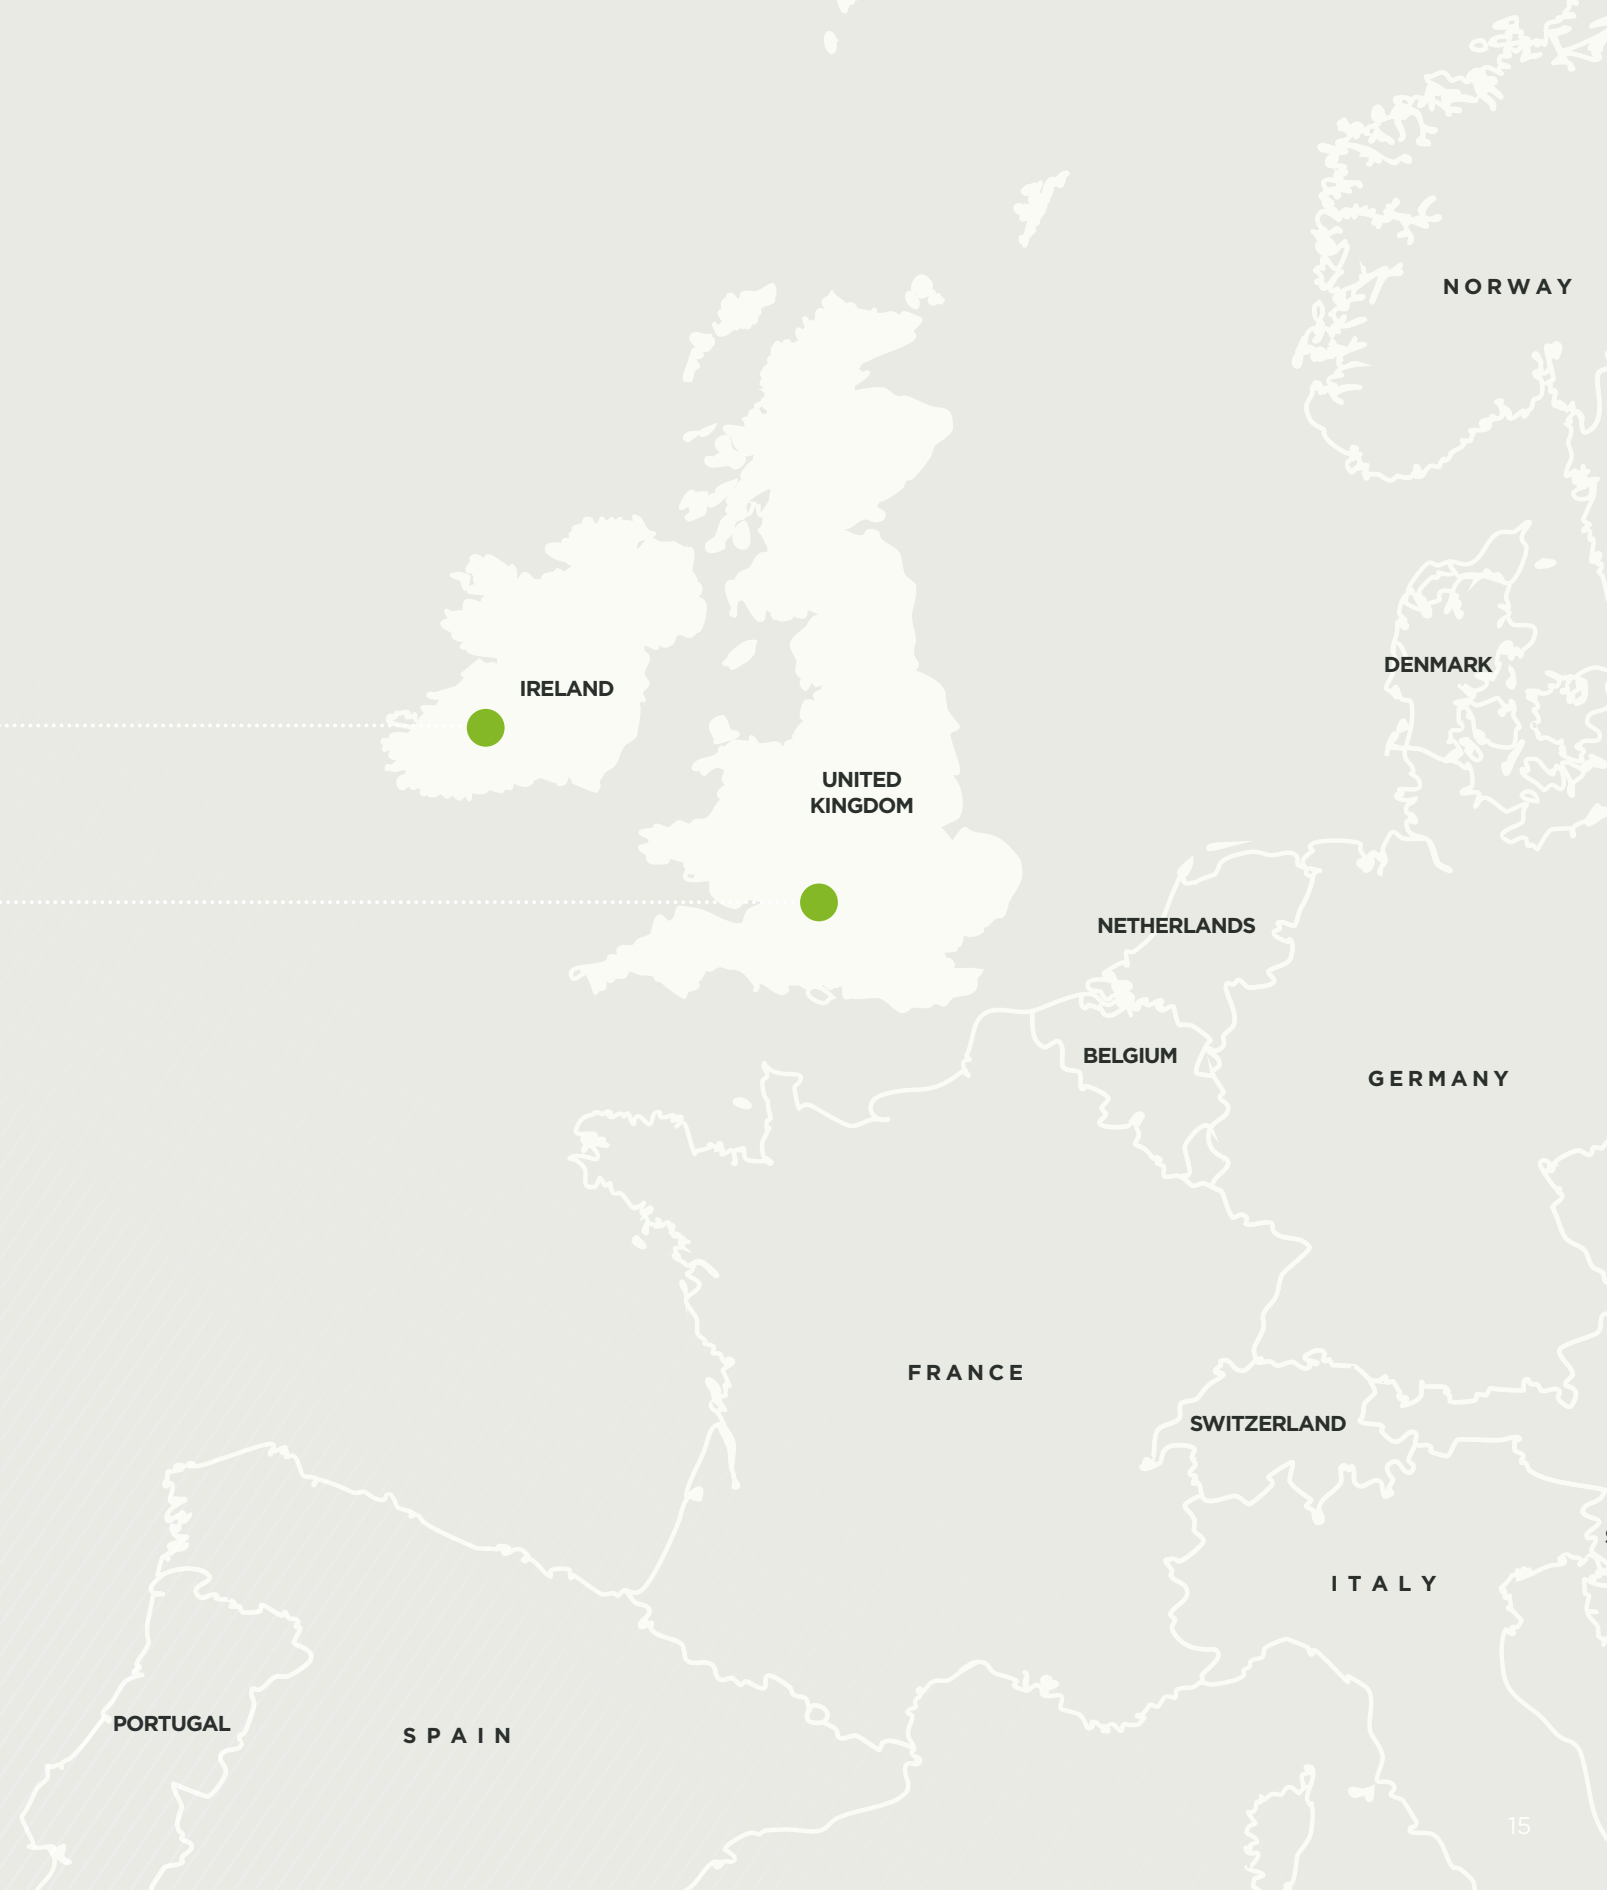 NORWAY
DENMARK
IRELAND
UNITED
KINGDOM
NETHERLANDS
BELGIUM
GERMANY
FRANCE
SWITZERLAND
ITALY
PORTUGAL
SPAIN
15